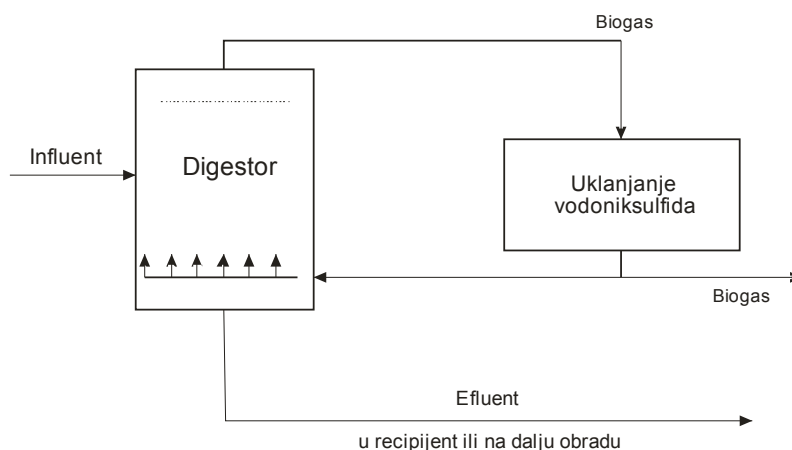 Biogas
Influent
Digestor
Uklanjanje
vodoniksulfida
Biogas
Efluent
u recipijent ili na dalju obradu